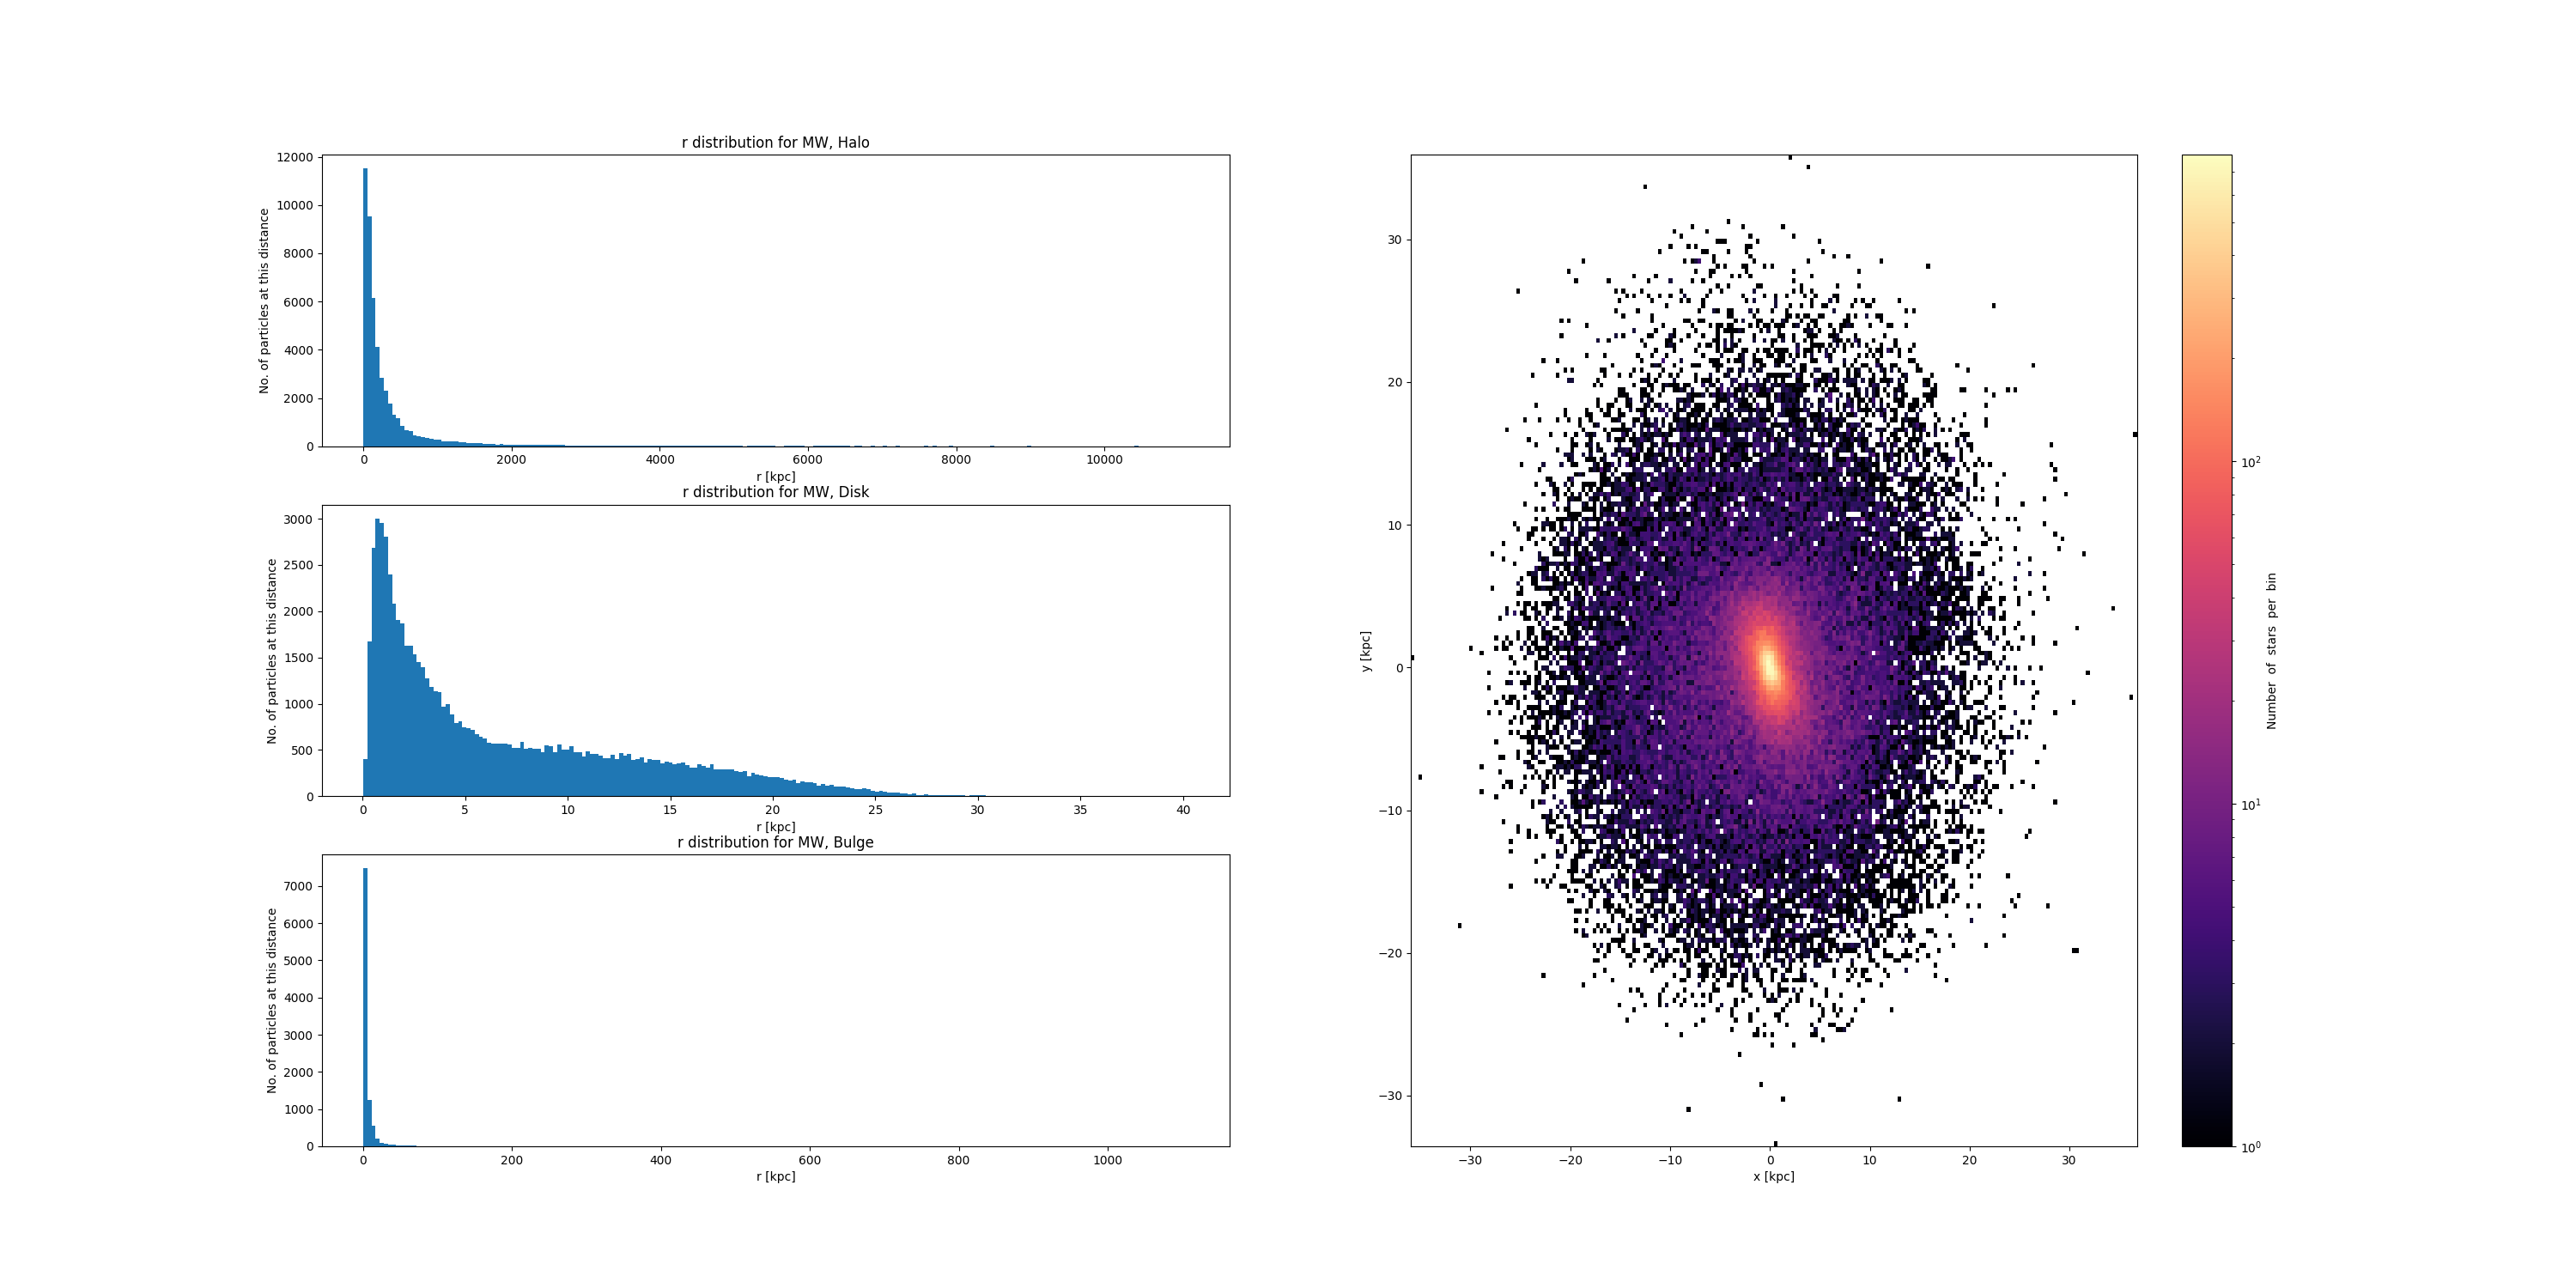 r distribution for MW, Halo
No. of particles at this distance
12000
10000
8000
6000
4000
2000
0
0 2000 4000 6000 8000 10000
r [kpc]
r distribution for MW, Disk
No. of particles at this distance
3000
2500
2000
1500
1000
500
0
0 5 10 15 20 25 30 35 40
r [kpc]
r distribution for MW, Bulge
No. of particles at this distance
7000
6000
5000
4000
3000
2000
1000
0
0 200 400 600 800 1000
r [kpc]
y [kpc]
30
20
10
0
−10
−20
−30
−30 −20 −10 0 10 20 30
x [kpc]
10²
10¹
10⁰
Number of stars per bin